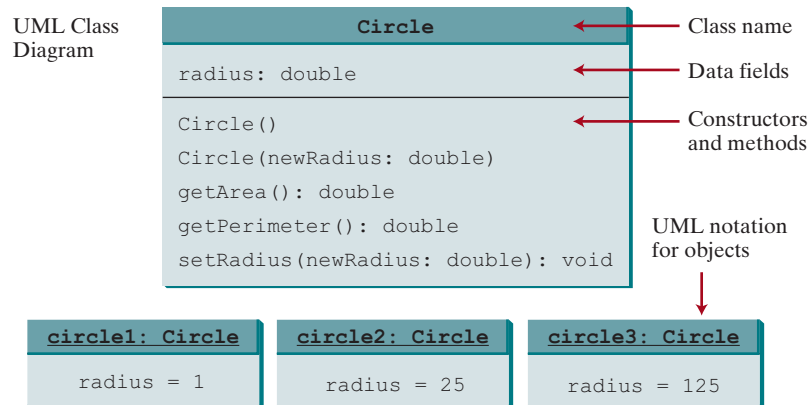 UML Class
Diagram
Circle
Class name
radius: double
Data fields
Circle()
Constructors
and methods
Circle(newRadius: double)
getArea(): double
getPerimeter(): double
setRadius(newRadius: double): void
UML notation
for objects
circle1: Circle
radius = 1
circle2: Circle
radius = 25
circle3: Circle
radius = 125